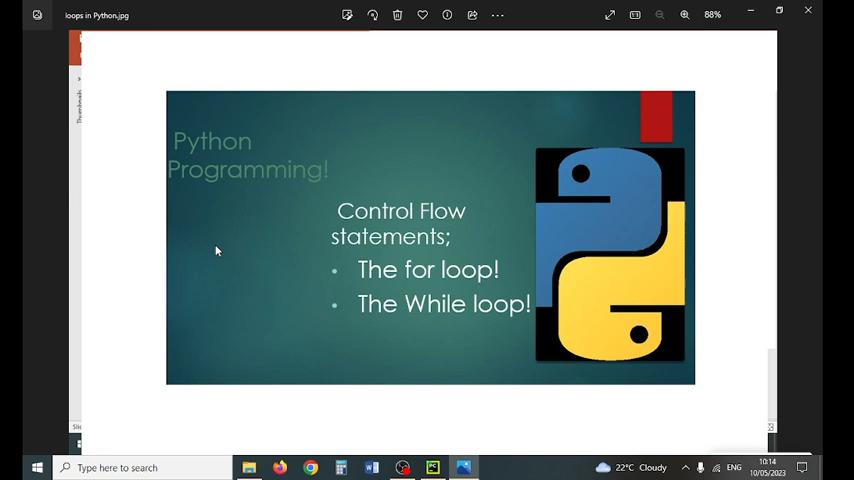 loops in Python.jpg
88%
Thumbnails
Python
Programming!
Control Flow
statements;
• The for loop!
• The While loop!
Type here to search
22°C Cloudy
ENG
10:14
10/05/2023